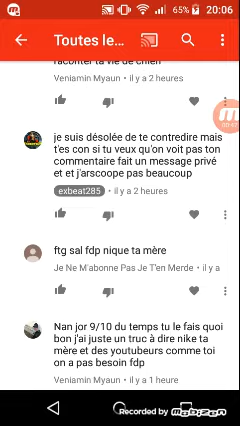 65% 20:06
Toutes le...
raconter ta vie de chien
Veniamin Myaun • il y a 2 heures
je suis désolée de te contredire mais
t'es con si tu veux qu'on voit pas ton
commentaire fait un message privé
et et j'arscoope pas beaucoup
exbeat285 • il y a 2 heures
ftg sal fdp nique ta mère
Je Ne M'abonne Pas Je T'en Merde • il y a
Nan jor 9/10 du temps tu le fais quoi
bon j'ai juste un truc à dire nike ta
mère et des youtubeurs comme toi
on a pas besoin fdp
Veniamin Myaun • il y a 1 heure
Recorded by mobizen